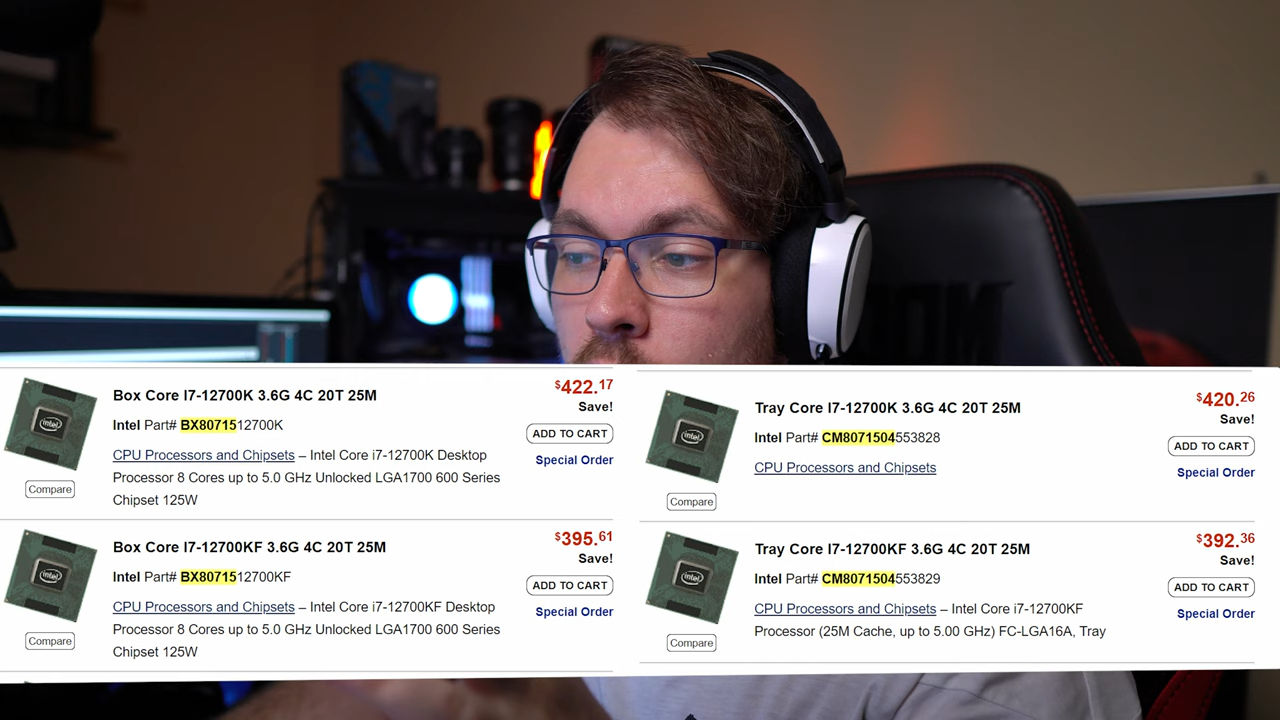 Box Core I7-12700K 3.6G 4C 20T 25M
Intel Part# BX8071512700K
CPU Processors and Chipsets – Intel Core i7-12700K Desktop
Processor 8 Cores up to 5.0 GHz Unlocked LGA1700 600 Series
Chipset 125W
$422.17
Save!
ADD TO CART
Special Order
intel
Compare
Box Core I7-12700KF 3.6G 4C 20T 25M
Intel Part# BX8071512700KF
CPU Processors and Chipsets – Intel Core i7-12700KF Desktop
Processor 8 Cores up to 5.0 GHz Unlocked LGA1700 600 Series
Chipset 125W
$395.61
Save!
ADD TO CART
Special Order
intel
Compare
Tray Core I7-12700K 3.6G 4C 20T 25M
Intel Part# CM8071504553828
CPU Processors and Chipsets
$420.26
Save!
ADD TO CART
Special Order
intel
Compare
Tray Core I7-12700KF 3.6G 4C 20T 25M
Intel Part# CM8071504553829
CPU Processors and Chipsets – Intel Core i7-12700KF
Processor (25M Cache, up to 5.00 GHz) FC-LGA16A, Tray
$392.36
Save!
ADD TO CART
Special Order
intel
Compare